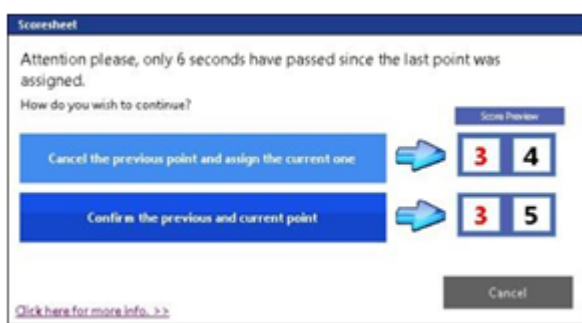 Scoresheet
Attention please, only 6 seconds have passed since the last point was
assigned.
How do you wish to continue?
Score Preview
Cancel the previous point and assign the current one
3 4
Confirm the previous and current point
3 5
Cancel
Click here for more info. >>